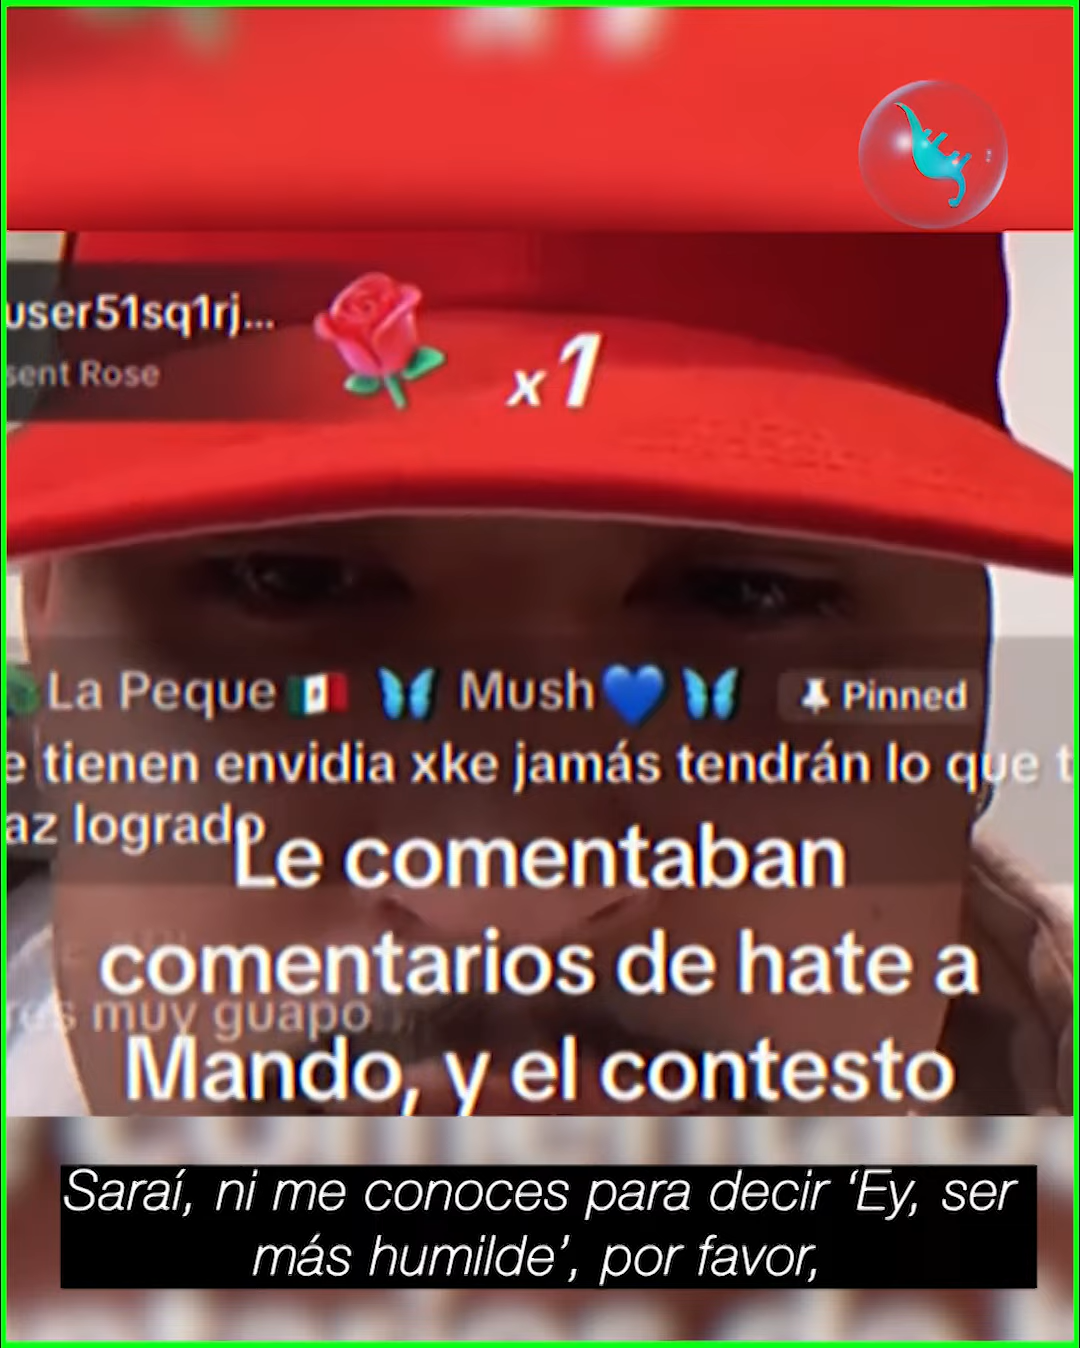 user51sq1rj...
sent Rose
x1
La Peque 🇲🇽 🦋 Mush💙🦋 Pinned
e tienen envidia xke jamás tendrán lo que t
az logrado
Le comentaban
comentarios de hate a
res muy guapo
Mando, y el contesto
Saraí, ni me conoces para decir ‘Ey, ser
más humilde’, por favor,